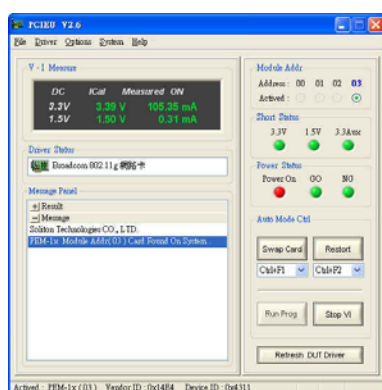 PCIEU V2.6
File Driver Options System Help
V - I Measure
DC ICal Measured ON
3.3V 3.39 V 105.35 mA
1.5V 1.50 V 0.31 mA
Driver Status
Broadcom 802.11g 網路卡
Message Panel
+| Result
-| Message
Soliton Technologies CO., LTD.
PEM-1x Module Addr( 03 ) Card Found On System .
Module Addr
Address : 00 01 02 03
Actived :
Short Status
3.3V 1.5V 3.3Aux
Power Status
Power On GO NG
Auto Mode Ctrl
Swap Card Restart
Ctrl+F1 Ctrl+F2
Run Prog Stop VI
Refresh DUT Driver
Actived : PEM-1x ( 03 ) Vendor ID : 0x14E4 Device ID : 0x4311